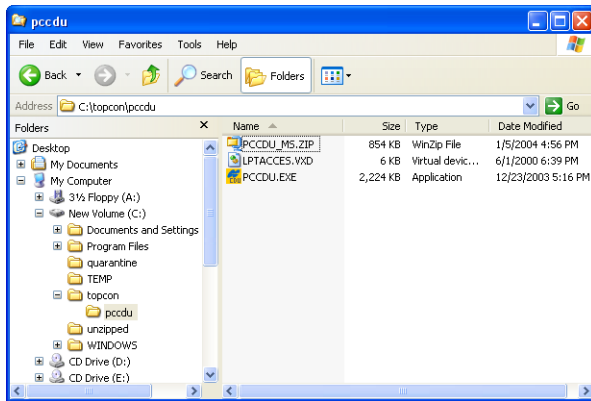 pccdu
File Edit View Favorites Tools Help
Back Search Folders
Address C:\topcon\pccdu Go
Folders Name Size Type Date Modified
Desktop PCCDU_MS.ZIP 854 KB WinZip File 1/5/2004 4:56 PM
My Documents LPTACCES.VXD 6 KB Virtual devic... 6/1/2000 6:39 PM
My Computer PCCDU.EXE 2,224 KB Application 12/23/2003 5:16 PM
3½ Floppy (A:)
New Volume (C:)
Documents and Settings
Program Files
quarantine
TEMP
topcon
pccdu
unzipped
WINDOWS
CD Drive (D:)
CD Drive (E:)